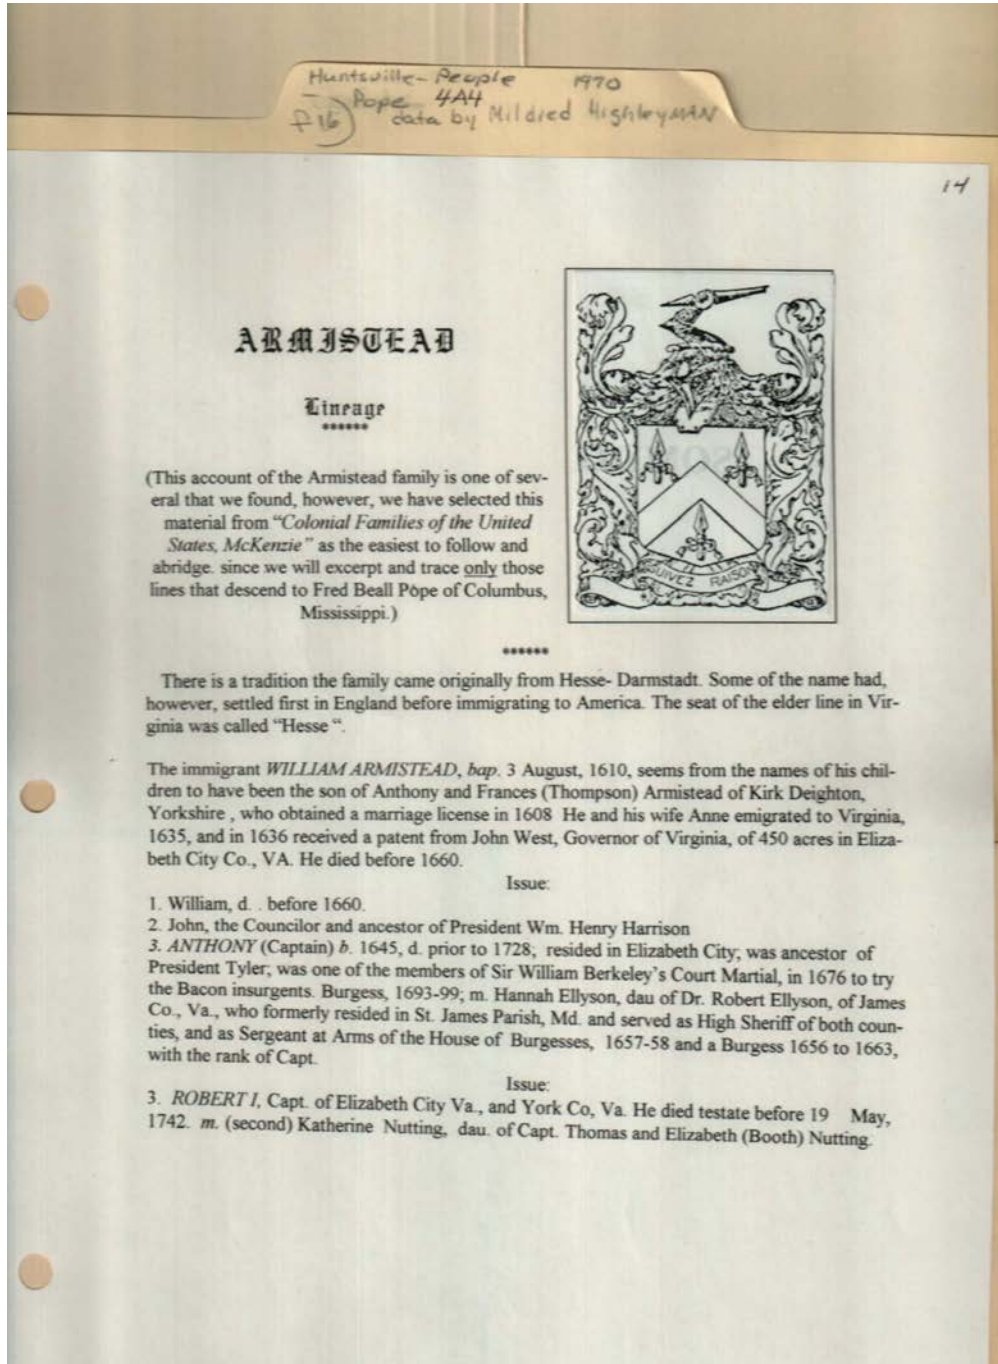 Huntsville- People 1970
Pope 4A4
P16) data by Mildred HighleyMAN
14
ARMISTEAD
Lineage
******
(This account of the Armistead family is one of sev-
eral that we found, however, we have selected this
material from "Colonial Families of the United
States, McKenzie" as the easiest to follow and
abridge. since we will excerpt and trace only those
lines that descend to Fred Beall Pope of Columbus,
Mississippi.)
UIVEZ RAISON
******
There is a tradition the family came originally from Hesse- Darmstadt. Some of the name had,
however, settled first in England before immigrating to America. The seat of the elder line in Vir-
ginia was called "Hesse ".
The immigrant WILLIAM ARMISTEAD, bap. 3 August, 1610, seems from the names of his chil-
dren to have been the son of Anthony and Frances (Thompson) Armistead of Kirk Deighton,
Yorkshire , who obtained a marriage license in 1608 He and his wife Anne emigrated to Virginia,
1635, and in 1636 received a patent from John West, Governor of Virginia, of 450 acres in Eliza-
beth City Co., VA. He died before 1660.
Issue:
1. William, d. . before 1660.
2. John, the Councilor and ancestor of President Wm. Henry Harrison
3. ANTHONY (Captain) b. 1645, d. prior to 1728; resided in Elizabeth City; was ancestor of
President Tyler; was one of the members of Sir William Berkeley's Court Martial, in 1676 to try
the Bacon insurgents. Burgess, 1693-99; m. Hannah Ellyson, dau of Dr. Robert Ellyson, of James
Co., Va., who formerly resided in St. James Parish, Md. and served as High Sheriff of both coun-
ties, and as Sergeant at Arms of the House of Burgesses, 1657-58 and a Burgess 1656 to 1663,
with the rank of Capt.
Issue:
3. ROBERT I, Capt. of Elizabeth City Va., and York Co, Va. He died testate before 19 May,
1742. m. (second) Katherine Nutting, dau. of Capt. Thomas and Elizabeth (Booth) Nutting.